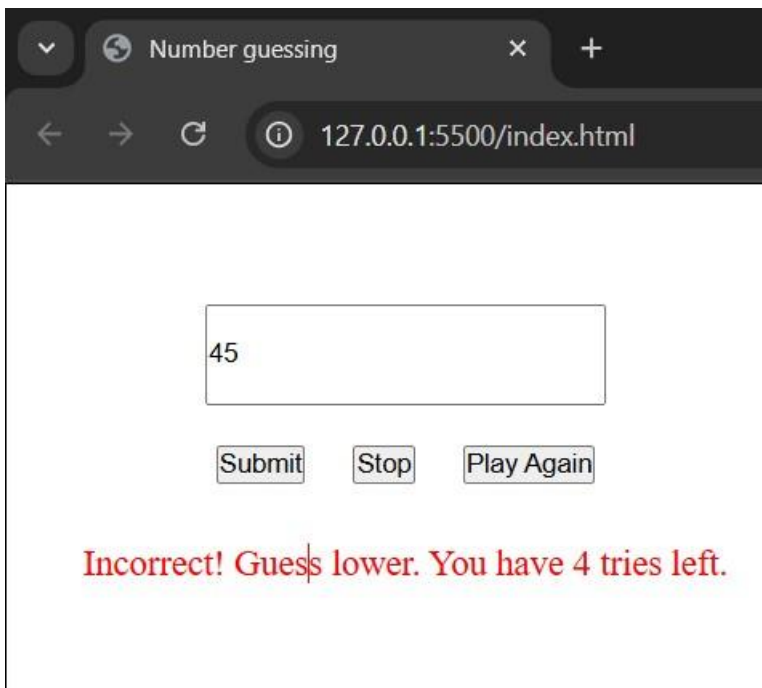 Number guessing
127.0.0.1:5500/index.html
45
Submit Stop Play Again
Incorrect! Guess lower. You have 4 tries left.